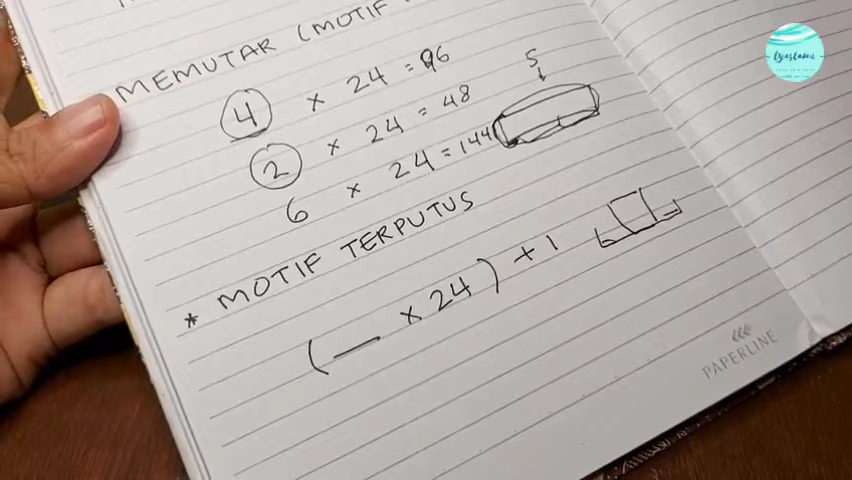 MEMUTAR (MOTIF
4 × 24 = 96
2 × 24 = 48
6 × 24 = 144
5
* MOTIF TERPUTUS
( __ × 24 ) + 1
PAPERLINE